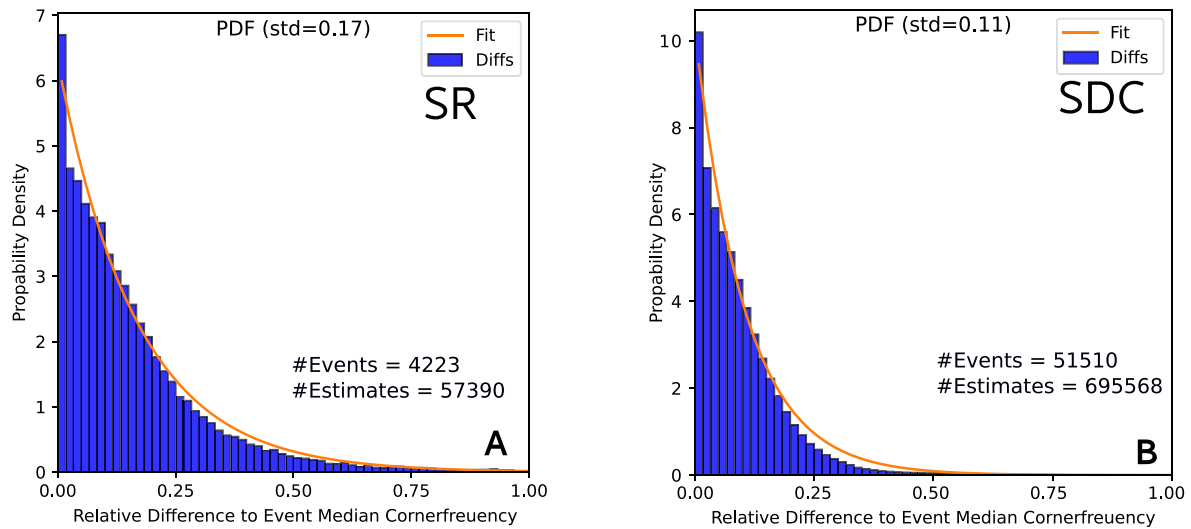 PDF (std=0.17)
Fit
Diffs
SR
7
6
5
4
3
2
1
0
Propability Density
#Events = 4223
#Estimates = 57390
A
0.00 0.25 0.50 0.75 1.00
Relative Difference to Event Median Cornerfreuency
PDF (std=0.11)
Fit
Diffs
SDC
10
8
6
4
2
0
Propability Density
#Events = 51510
#Estimates = 695568
B
0.00 0.25 0.50 0.75 1.00
Relative Difference to Event Median Cornerfreuency